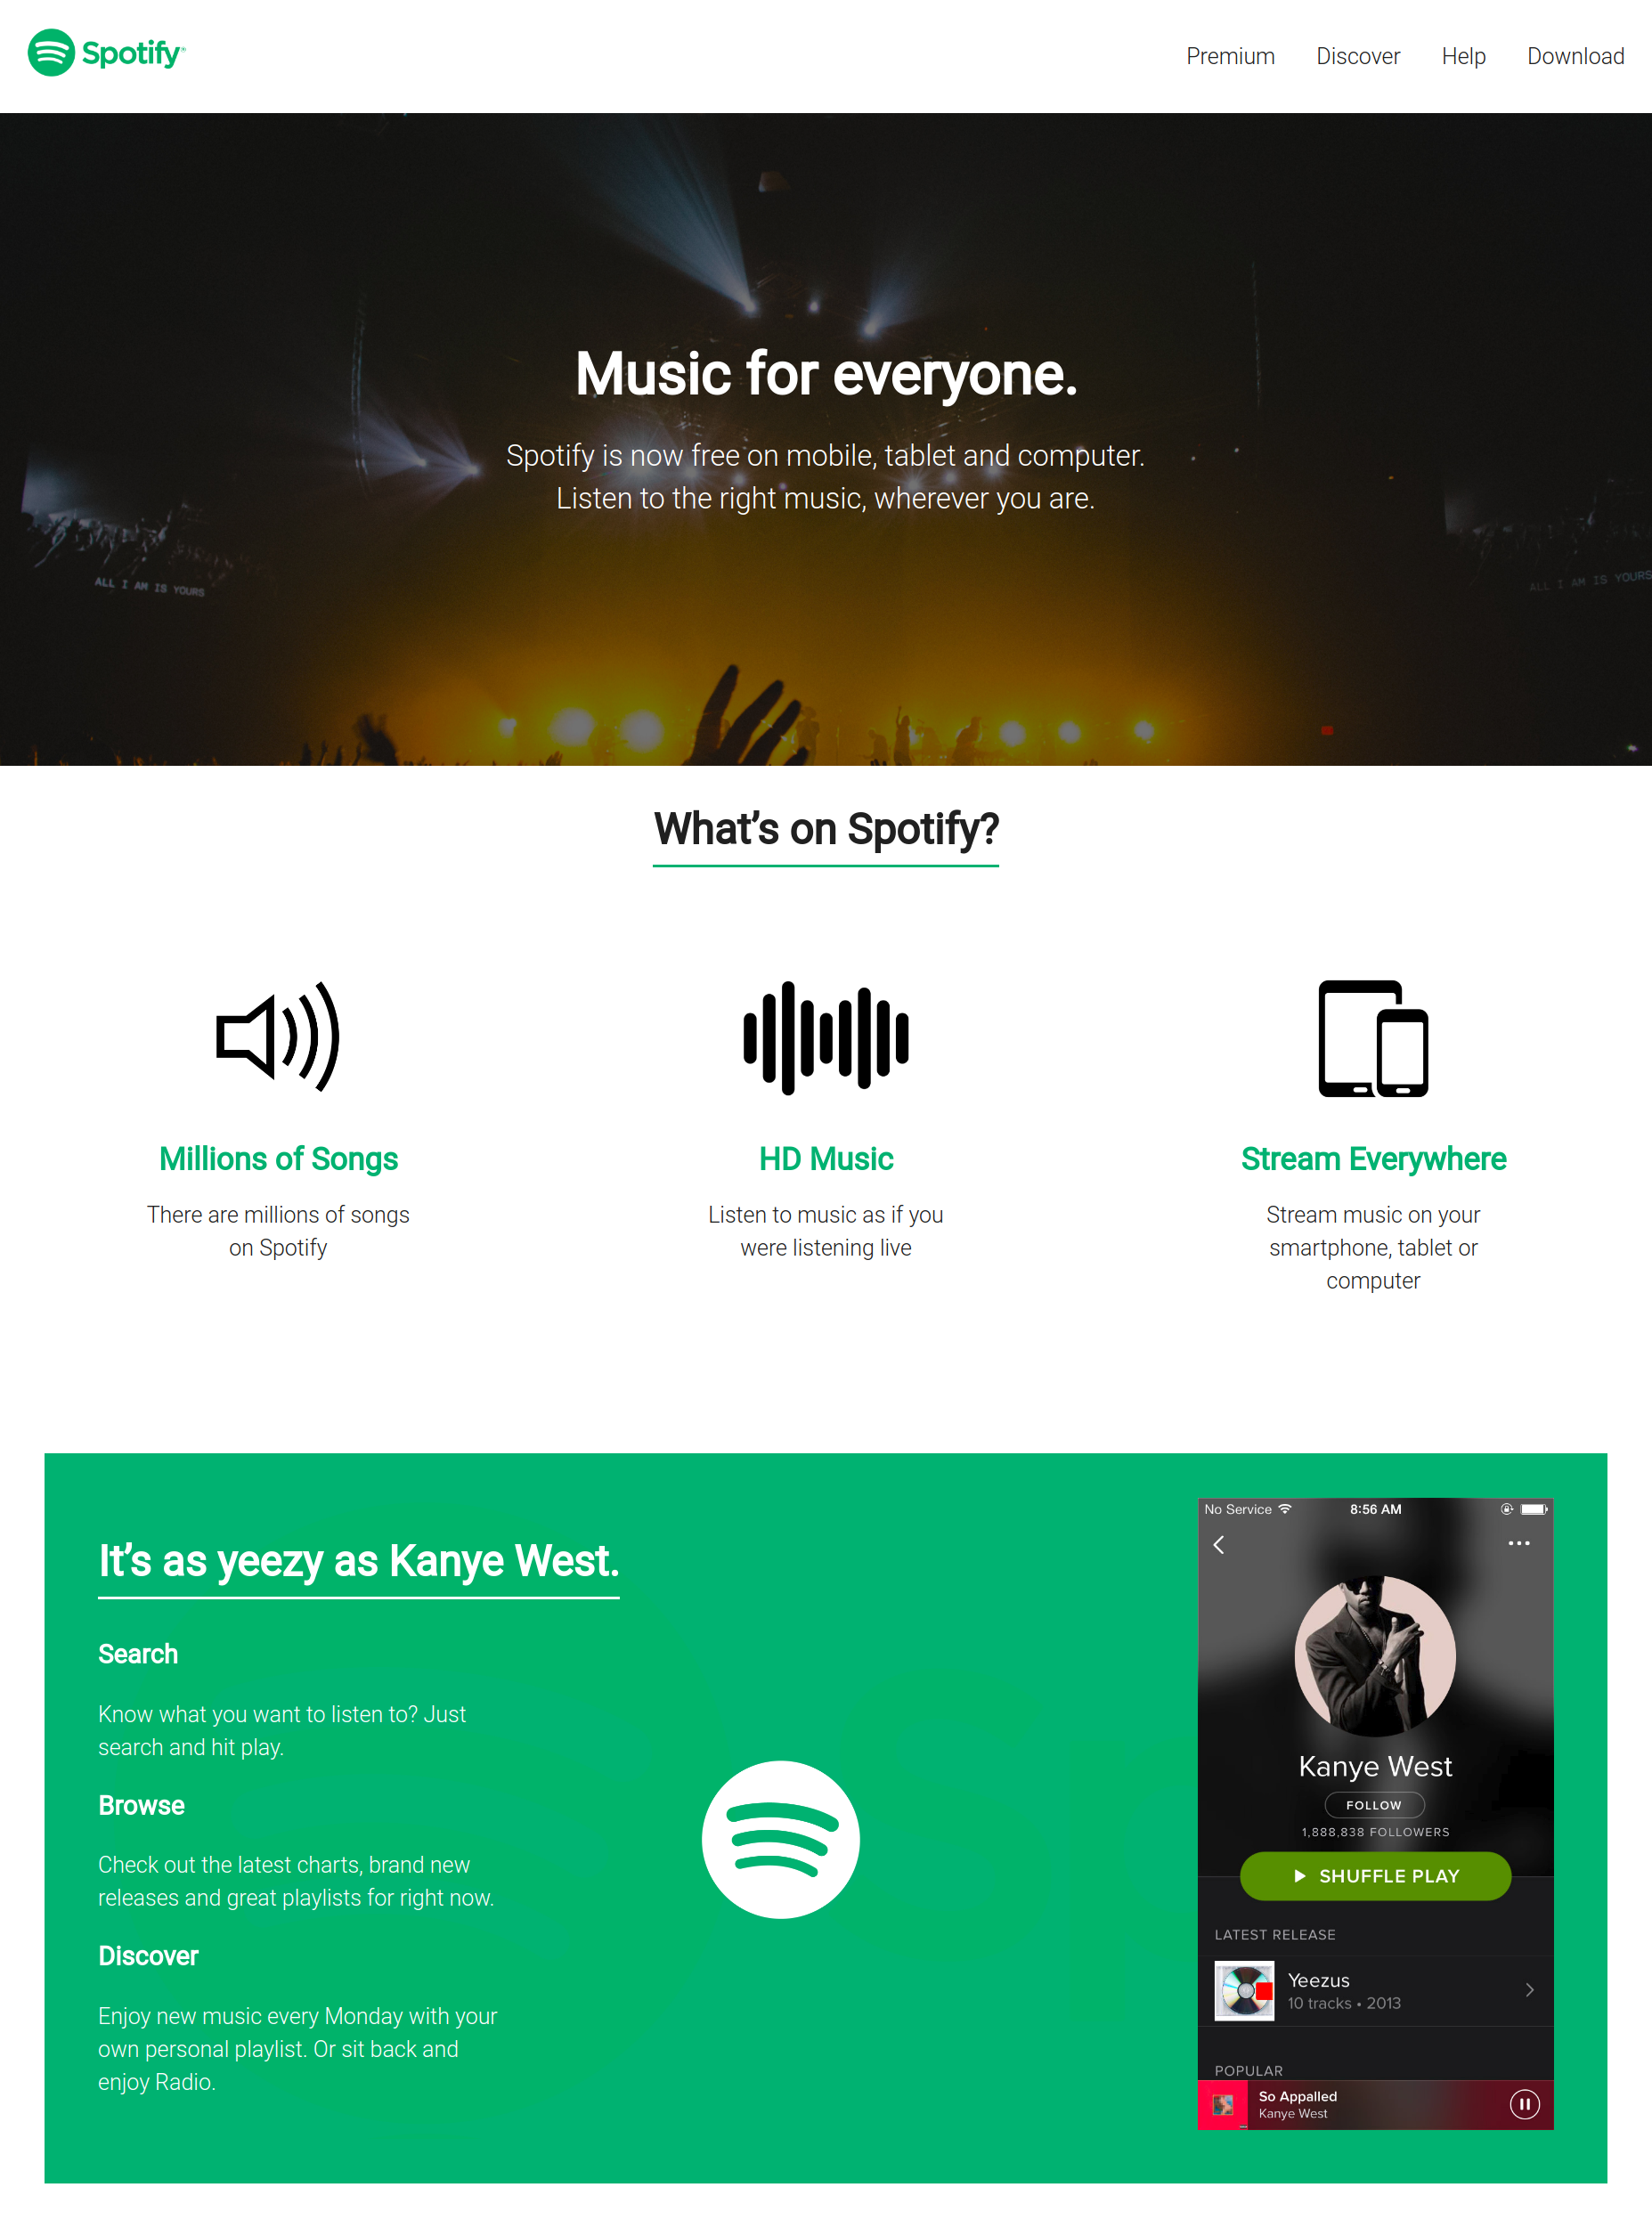 Spotify®
Premium Discover Help Download
Music for everyone.
Spotify is now free on mobile, tablet and computer.
Listen to the right music, wherever you are.
ALL I AM IS YOURS
ALL I AM IS YOURS
What's on Spotify?
Millions of Songs
There are millions of songs
on Spotify
HD Music
Listen to music as if you
were listening live
Stream Everywhere
Stream music on your
smartphone, tablet or
computer
It's as yeezy as Kanye West.
Search
Know what you want to listen to? Just
search and hit play.
Browse
Check out the latest charts, brand new
releases and great playlists for right now.
Discover
Enjoy new music every Monday with your
own personal playlist. Or sit back and
enjoy Radio.
No Service 8:56 AM
Kanye West
FOLLOW
1,888,838 FOLLOWERS
SHUFFLE PLAY
LATEST RELEASE
Yeezus
10 tracks • 2013
POPULAR
So Appalled
Kanye West